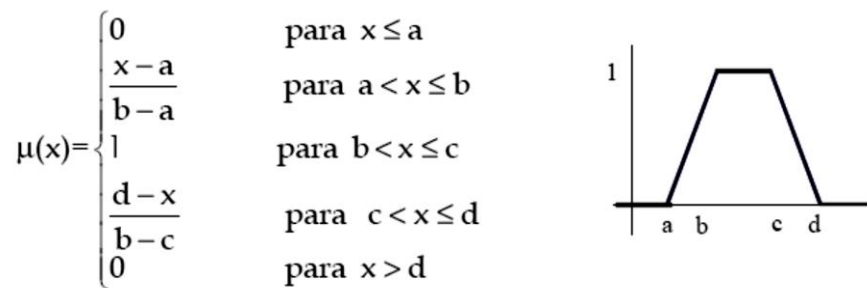 0 para x ≤ a
x − a
b − a
para a < x ≤ b
μ(x)= 1 para b < x ≤ c
d − x
b − c
para c < x ≤ d
0 para x > d
1
a b c d